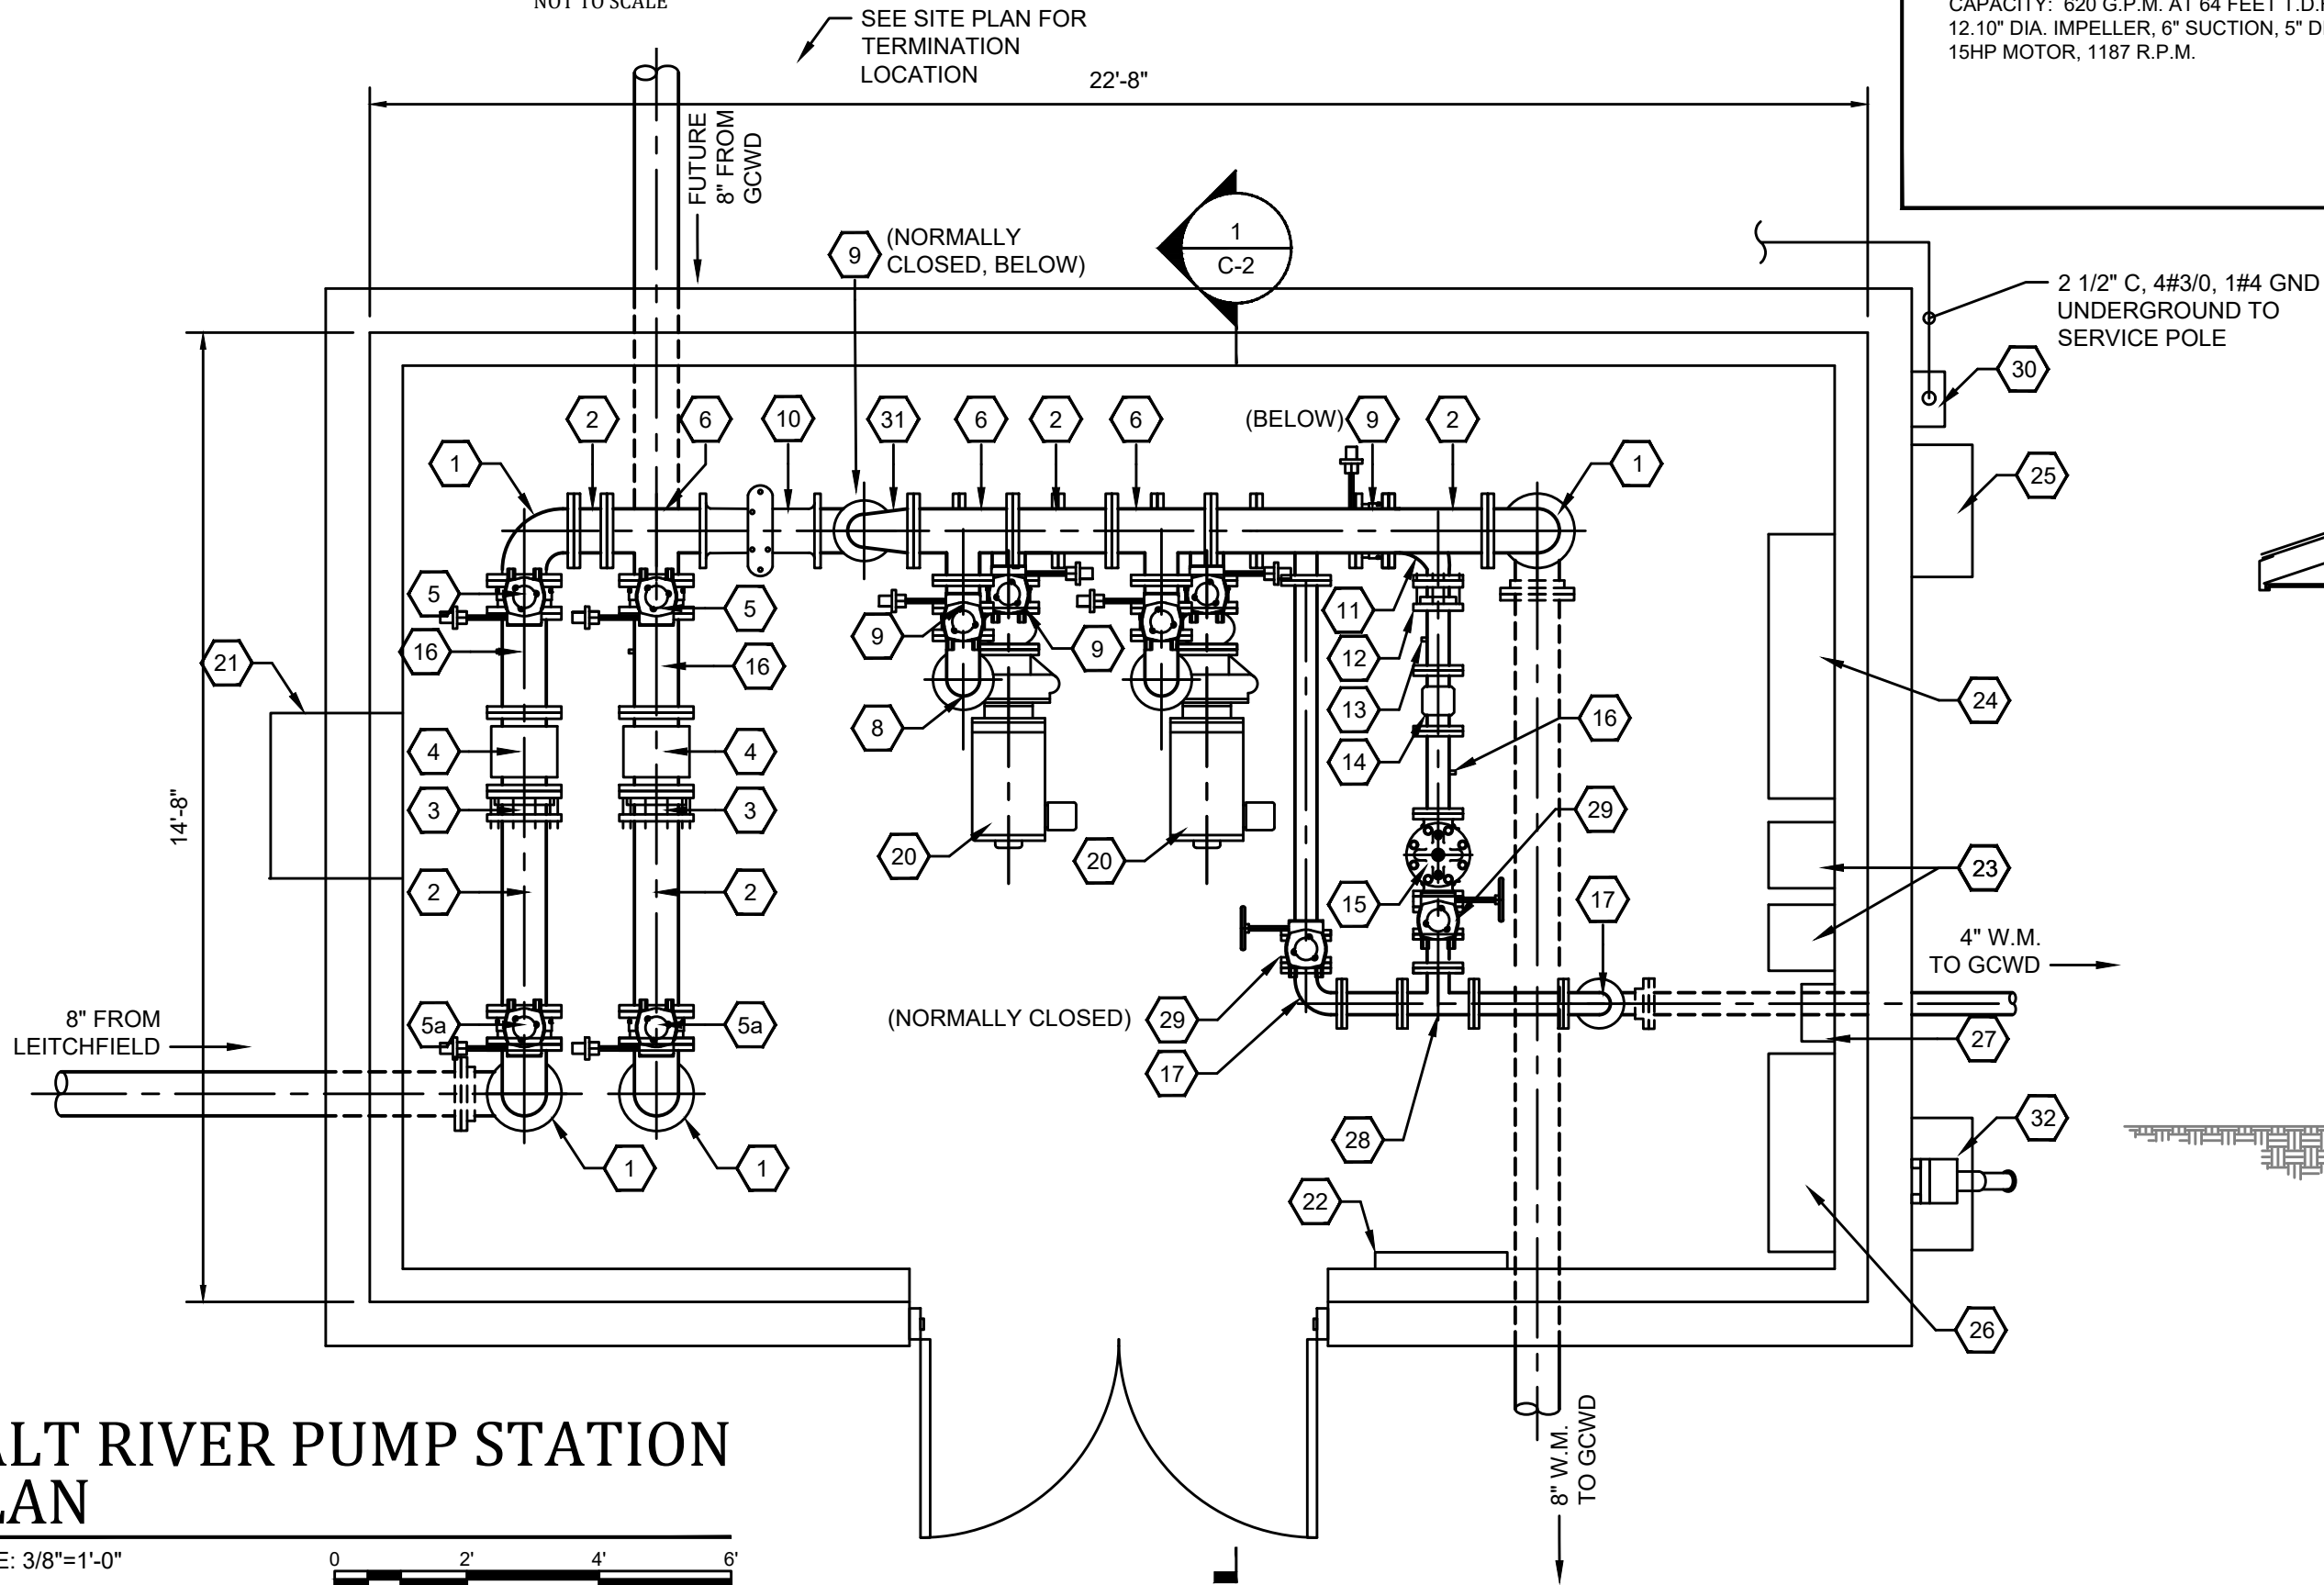 NOT TO SCALE
SEE SITE PLAN FOR
TERMINATION
LOCATION
22'-8"
CAPACITY: 620 G.P.M. AT 64 FEET
12.10" DIA. IMPELLER, 6" SUCTION, 5"
15HP MOTOR, 1187 R.P.M.
FUTURE
8" FROM
GCWD
9
(NORMALLY
CLOSED, BELOW)
1
C-2
2 1/2" C, 4#3/0, 1#4 GND
UNDERGROUND TO
SERVICE POLE
30
2
6
10
31
6
2
6
(BELOW)
9
2
1
1
25
5
5
9
9
11
16
16
12
21
13
8
16
24
4
4
14
3
3
29
14'-8"
20
20
23
2
2
15
17
4" W.M.
TO GCWD
8" FROM
LEITCHFIELD
5a
5a
(NORMALLY CLOSED)
29
27
17
32
1
1
28
22
26
8" W.M.
TO GCWD
ALT RIVER PUMP STATION
LAN
E: 3/8"=1'-0"
0
2'
4'
6'